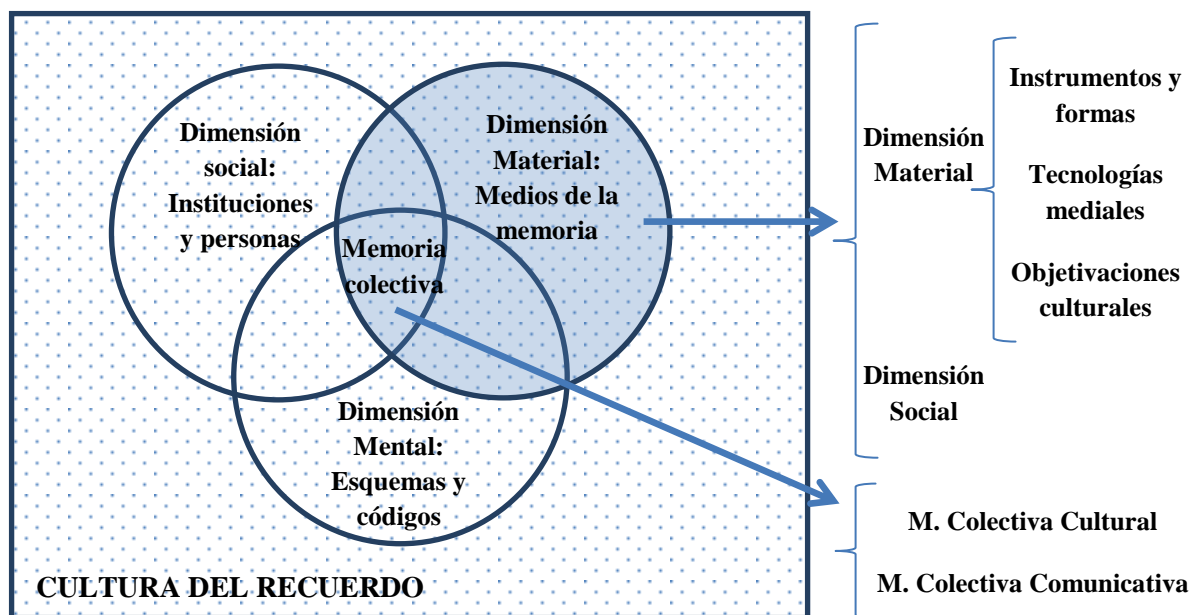 Dimensión
social:
Instituciones
y personas
Dimensión
Material:
Medios de la
memoria
Memoria
colectiva
Dimensión
Mental:
Esquemas y
códigos
CULTURA DEL RECUERDO
Dimensión
Material
Instrumentos y
formas
Tecnologías
mediales
Objetivaciones
culturales
Dimensión
Social
M. Colectiva Cultural
M. Colectiva Comunicativa